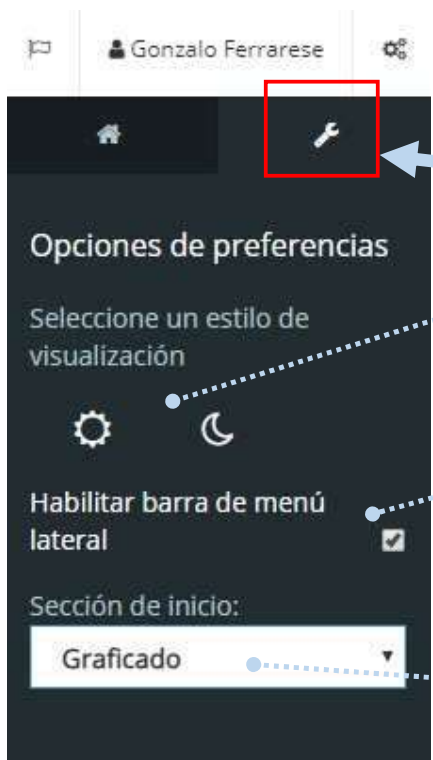 Gonzalo Ferrarese
Opciones de preferencias
Seleccione un estilo de
visualización
Habilitar barra de menú
lateral
Sección de inicio:
Graficado